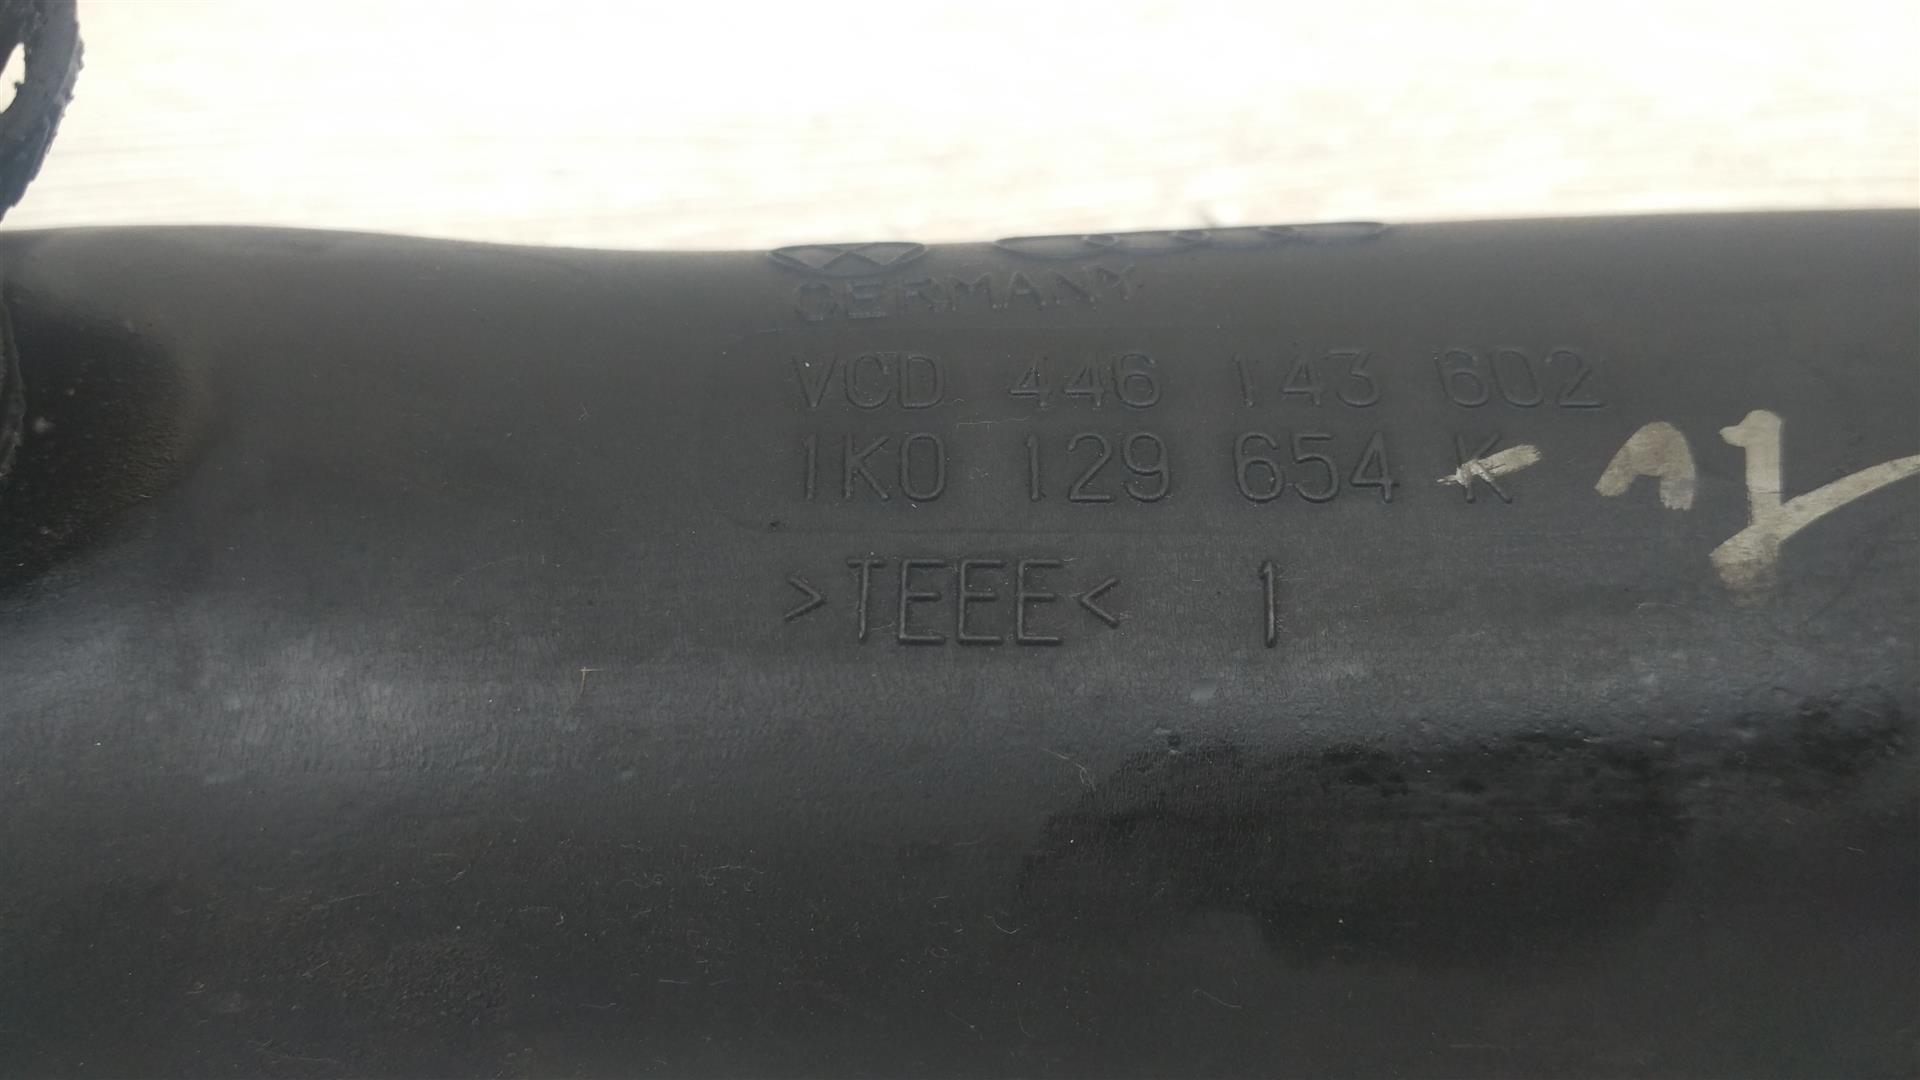 GERMANY
VCD 446 143 602
1K0 129 654 K
>TEEE< 1